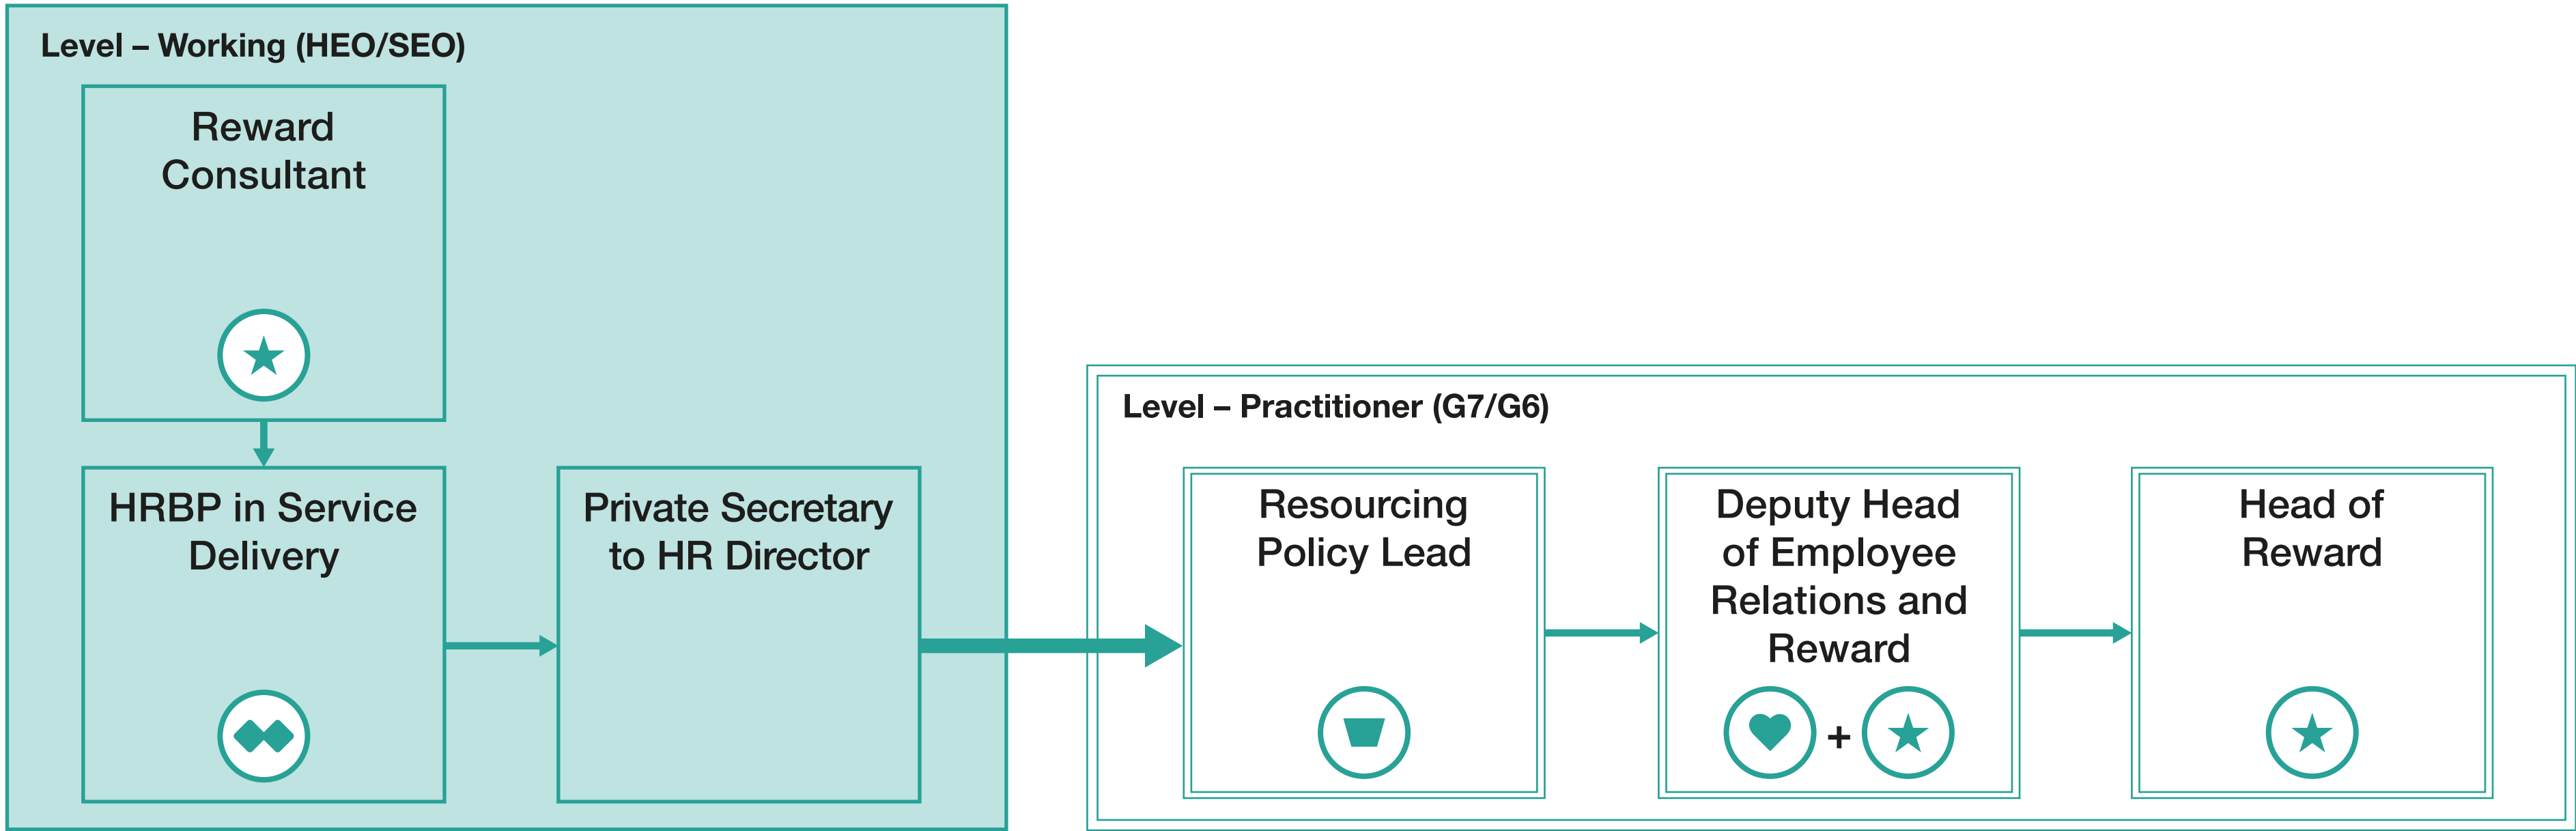 Level – Working (HEO/SEO)
Reward
Consultant
HRBP in Service
Delivery
Private Secretary
to HR Director
Level – Practitioner (G7/G6)
Resourcing
Policy Lead
Deputy Head
of Employee
Relations and
Reward
+
Head of
Reward